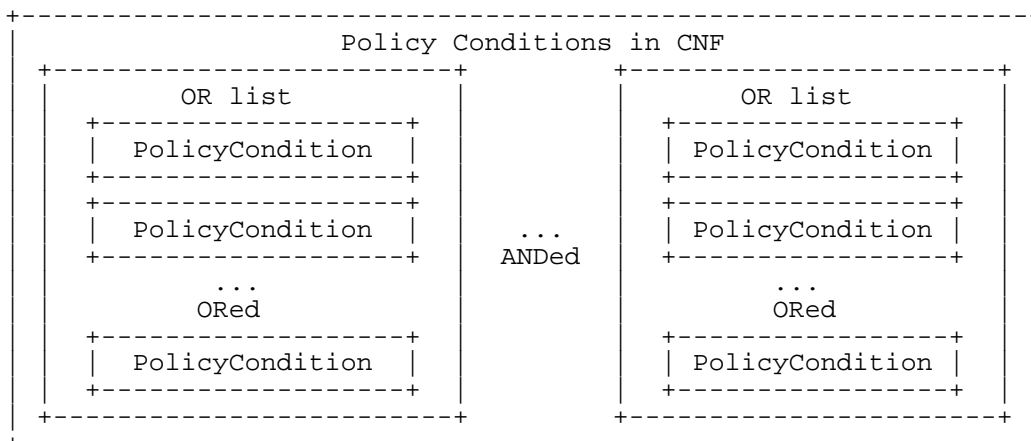 Policy Conditions in CNF
OR list OR list
PolicyCondition PolicyCondition
PolicyCondition ... PolicyCondition
ANDed
... ...
ORed ORed
PolicyCondition PolicyCondition